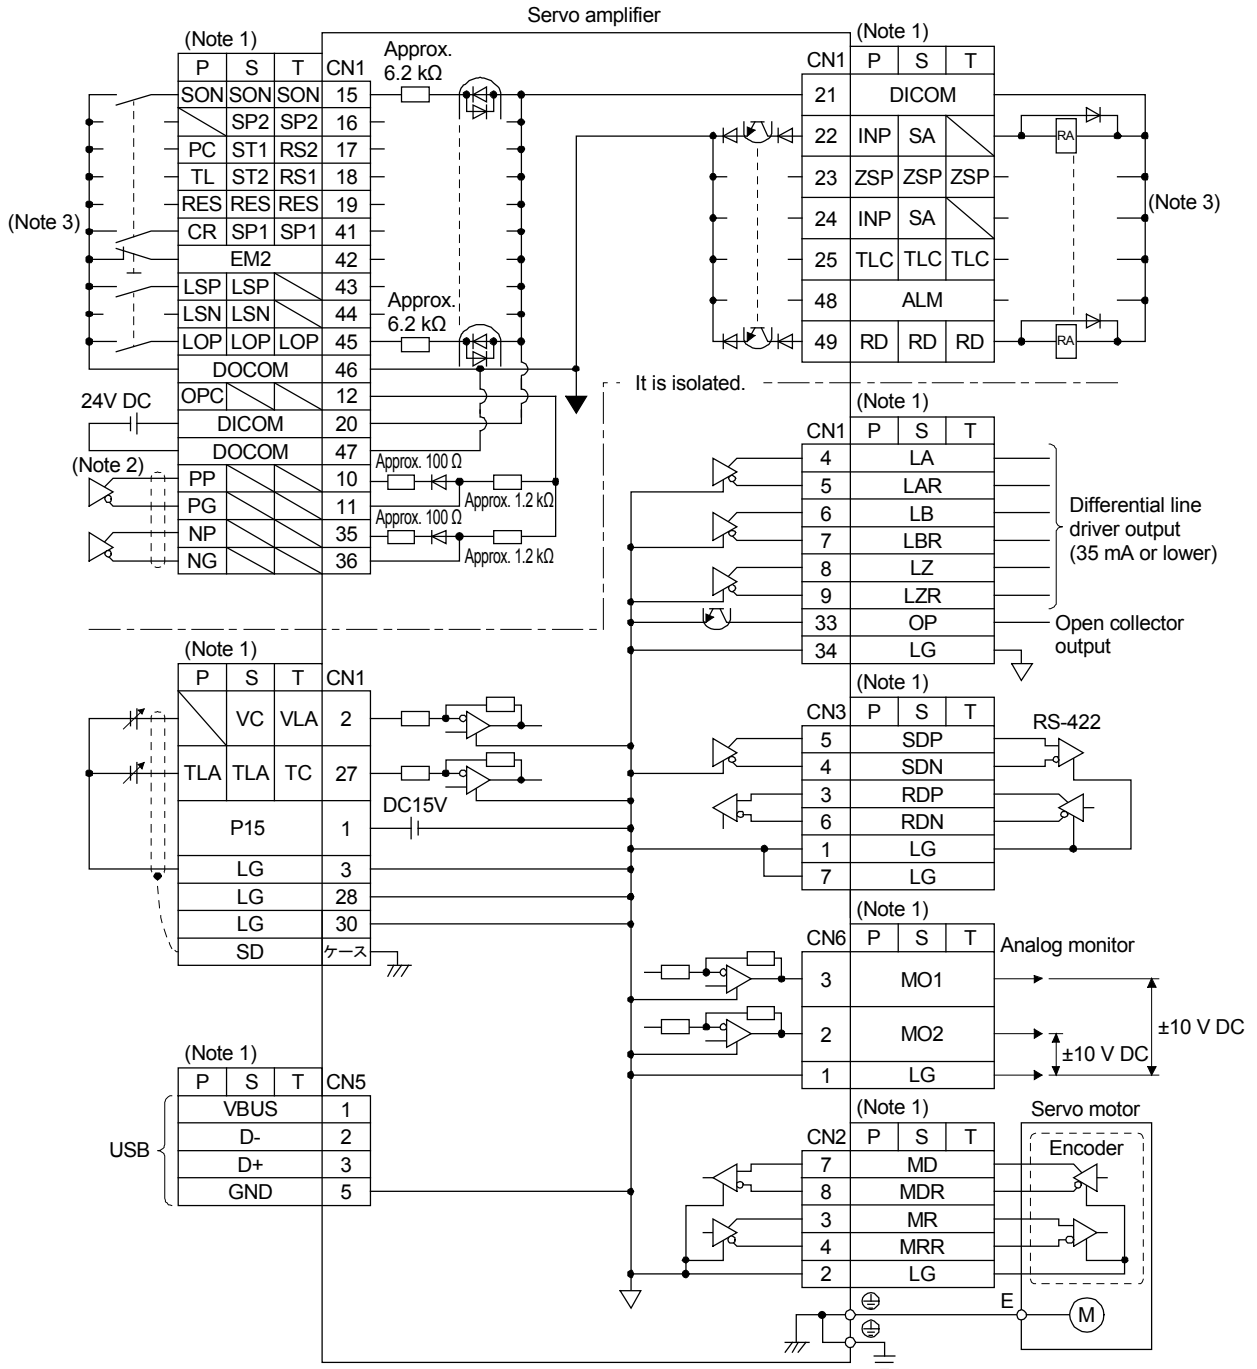 Servo amplifier
(Note 1)
P S T CN1
Approx.
6.2 kΩ
SON SON SON 15
SP2 SP2 16
PC ST1 RS2 17
TL ST2 RS1 18
RES RES RES 19
(Note 3)
CR SP1 SP1 41
EM2 42
LSP LSP 43
LSN LSN 44
Approx.
6.2 kΩ
LOP LOP LOP 45
DOCOM 46
OPC 12
24V DC
DICOM 20
DOCOM 47
(Note 2)
PP 10
Approx. 100 Ω
Approx. 1.2 kΩ
PG 11
NP 35
Approx. 100 Ω
Approx. 1.2 kΩ
NG 36
(Note 1)
CN1 P S T
21 DICOM
22 INP SA
RA
23 ZSP ZSP ZSP
(Note 3)
24 INP SA
25 TLC TLC TLC
48 ALM
49 RD RD RD
RA
It is isolated.
(Note 1)
CN1 P S T
4 LA
5 LAR
6 LB
7 LBR
8 LZ
9 LZR
Differential line
driver output
(35 mA or lower)
33 OP
34 LG
Open collector
output
(Note 1)
P S T CN1
VC VLA 2
TLA TLA TC 27
P15 1
DC15V
LG 3
LG 28
LG 30
SD ケース
(Note 1)
CN3 P S T
RS-422
5 SDP
4 SDN
3 RDP
6 RDN
1 LG
7 LG
(Note 1)
CN6 P S T
Analog monitor
3 MO1
2 MO2
1 LG
±10 V DC
±10 V DC
(Note 1)
P S T CN5
USB
VBUS 1
D- 2
D+ 3
GND 5
(Note 1)
CN2 P S T
7 MD
8 MDR
3 MR
4 MRR
2 LG
Servo motor
Encoder
E
M